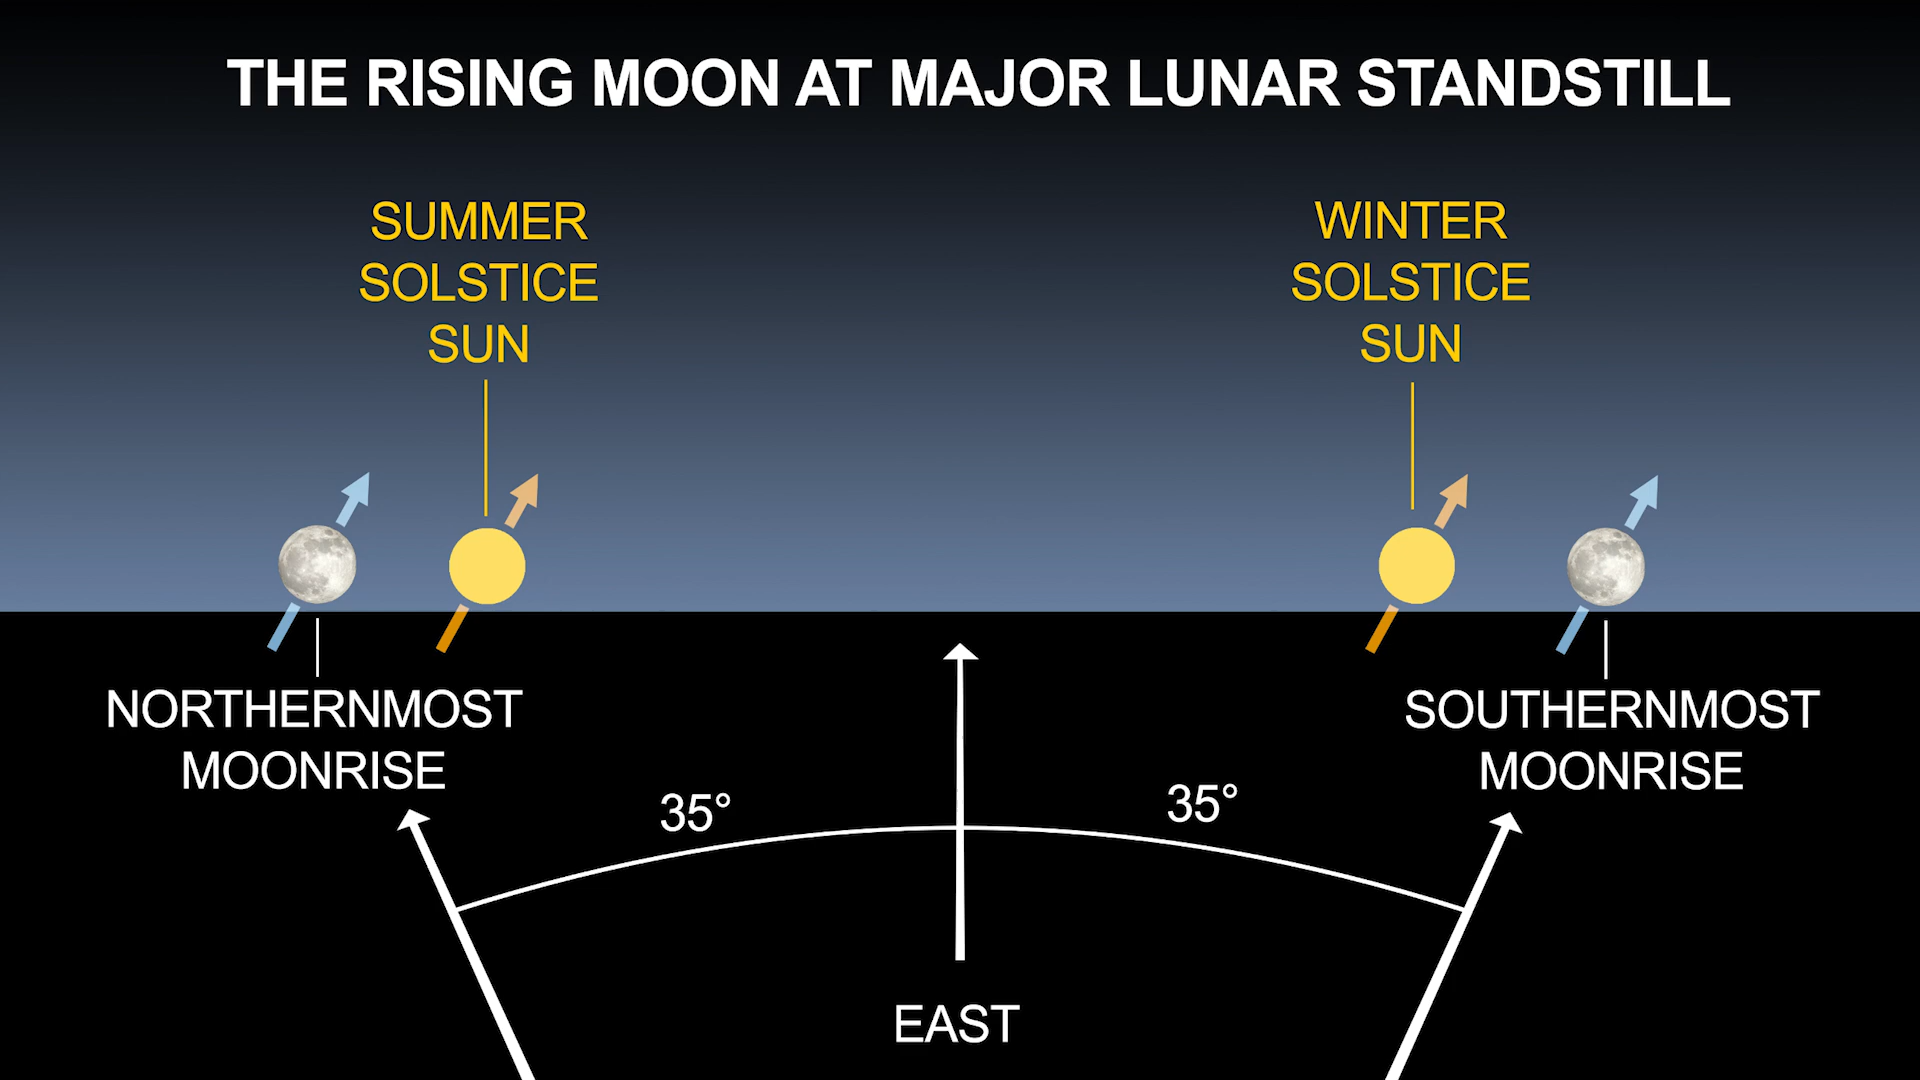 THE RISING MOON AT MAJOR LUNAR STANDSTILL
SUMMER
SOLSTICE
SUN
WINTER
SOLSTICE
SUN
NORTHERNMOST
MOONRISE
SOUTHERNMOST
MOONRISE
35°
35°
EAST